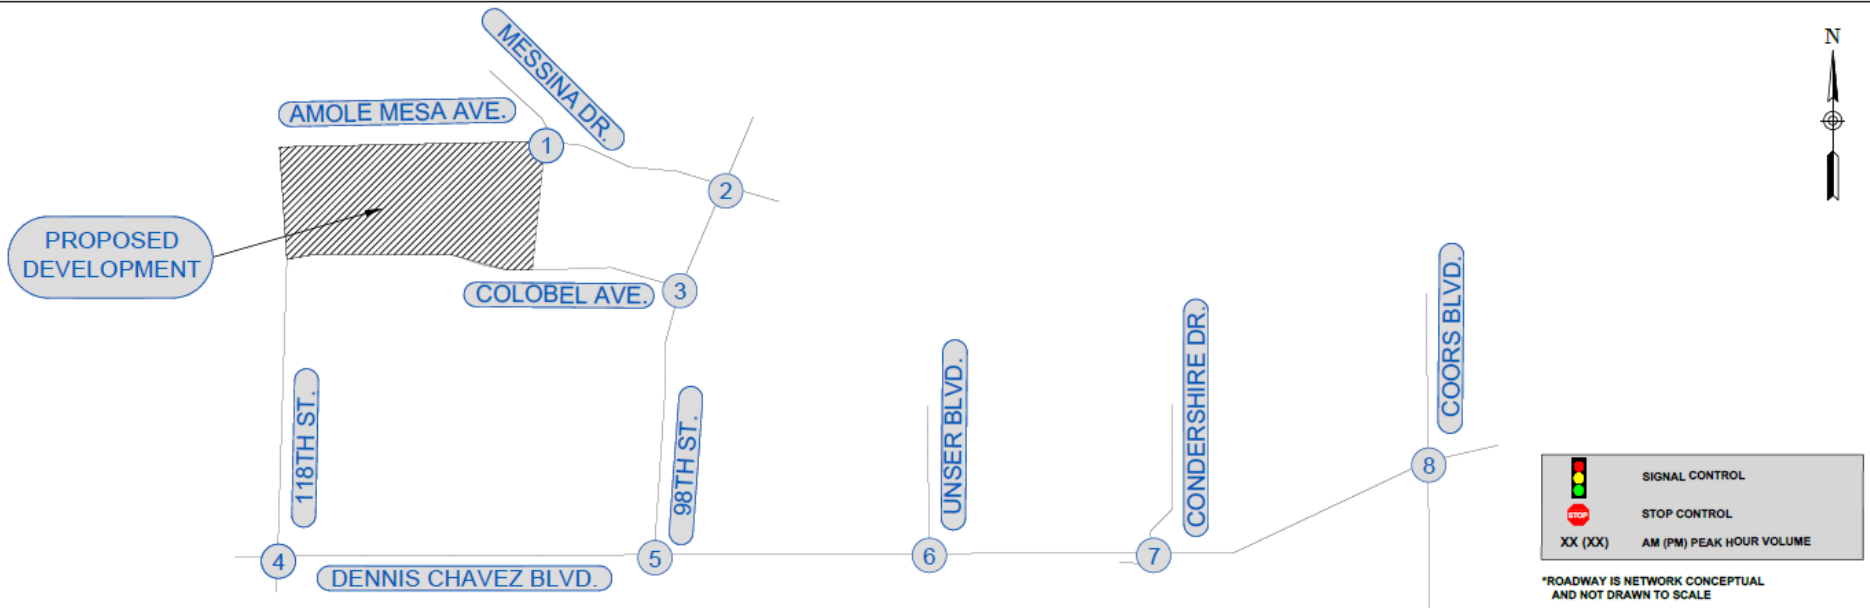 MESSINA DR.
N
AMOLE MESA AVE.
1
2
PROPOSED
DEVELOPMENT
COLOBEL AVE.
3
118TH ST.
98TH ST.
UNSER BLVD.
CONDERSHIRE DR.
COORS BLVD.
4
DENNIS CHAVEZ BLVD.
5
6
7
8
SIGNAL CONTROL
STOP
STOP CONTROL
XX (XX)
AM (PM) PEAK HOUR VOLUME
*ROADWAY IS NETWORK CONCEPTUAL
AND NOT DRAWN TO SCALE